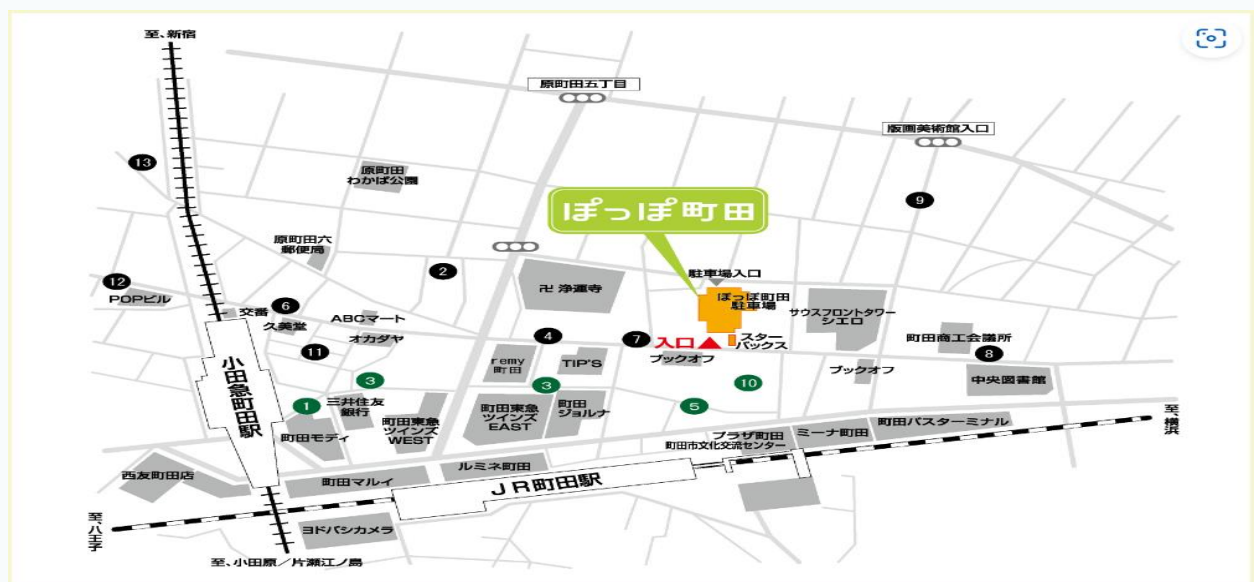 至、新宿
原町田五丁目
版画美術館入口
13
原町田
わかば公園
9
ぽっぽ町田
原町田六
郵便局
2
駐車場入口
12
POPビル
卍 浄運寺
ぽっぽ町田
駐車場
サウスフロントタワー
シエロ
交番
6
久美堂
ABCマート
オカダヤ
11
4
7
入口
スター
バックス
町田商工会議所
8
remy
町田
TIP'S
ブックオフ
ブックオフ
中央図書館
小田急町田駅
3
3
10
1
三井住友
銀行
町田東急
ツインズ
WEST
町田東急
ツインズ
EAST
町田
ジョルナ
5
町田モディ
プラザ町田
町田市文化交流センター
ミーナ町田
町田バスターミナル
至、横浜
西友町田店
町田マルイ
ルミネ町田
JR町田駅
至、八王子
ヨドバシカメラ
至、小田原/片瀬江ノ島